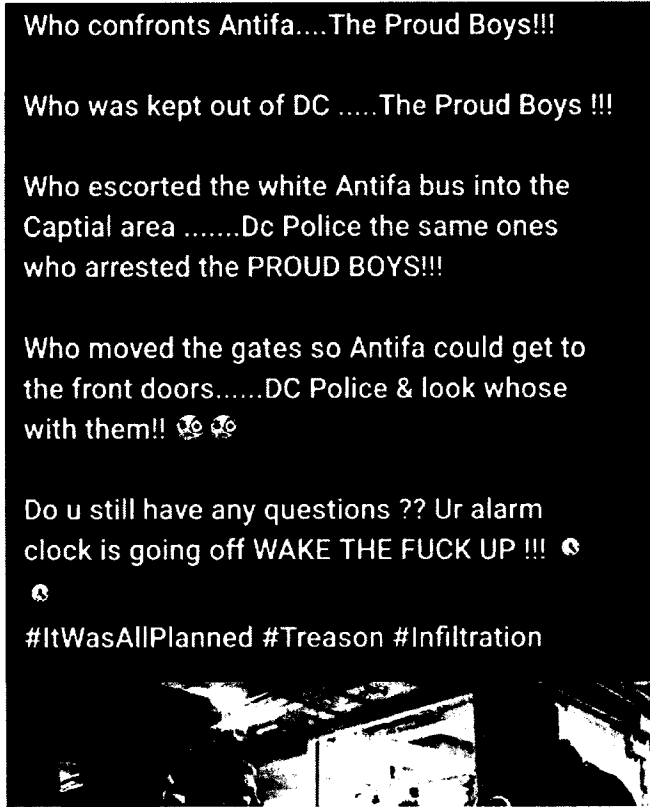 Who confronts Antifa....The Proud Boys!!!
Who was kept out of DC .....The Proud Boys !!!
Who escorted the white Antifa bus into the
Captial area .......Dc Police the same ones
who arrested the PROUD BOYS!!!
Who moved the gates so Antifa could get to
the front doors......DC Police & look whose
with them!!
Do u still have any questions ?? Ur alarm
clock is going off WAKE THE FUCK UP !!!
#ItWasAllPlanned #Treason #Infiltration